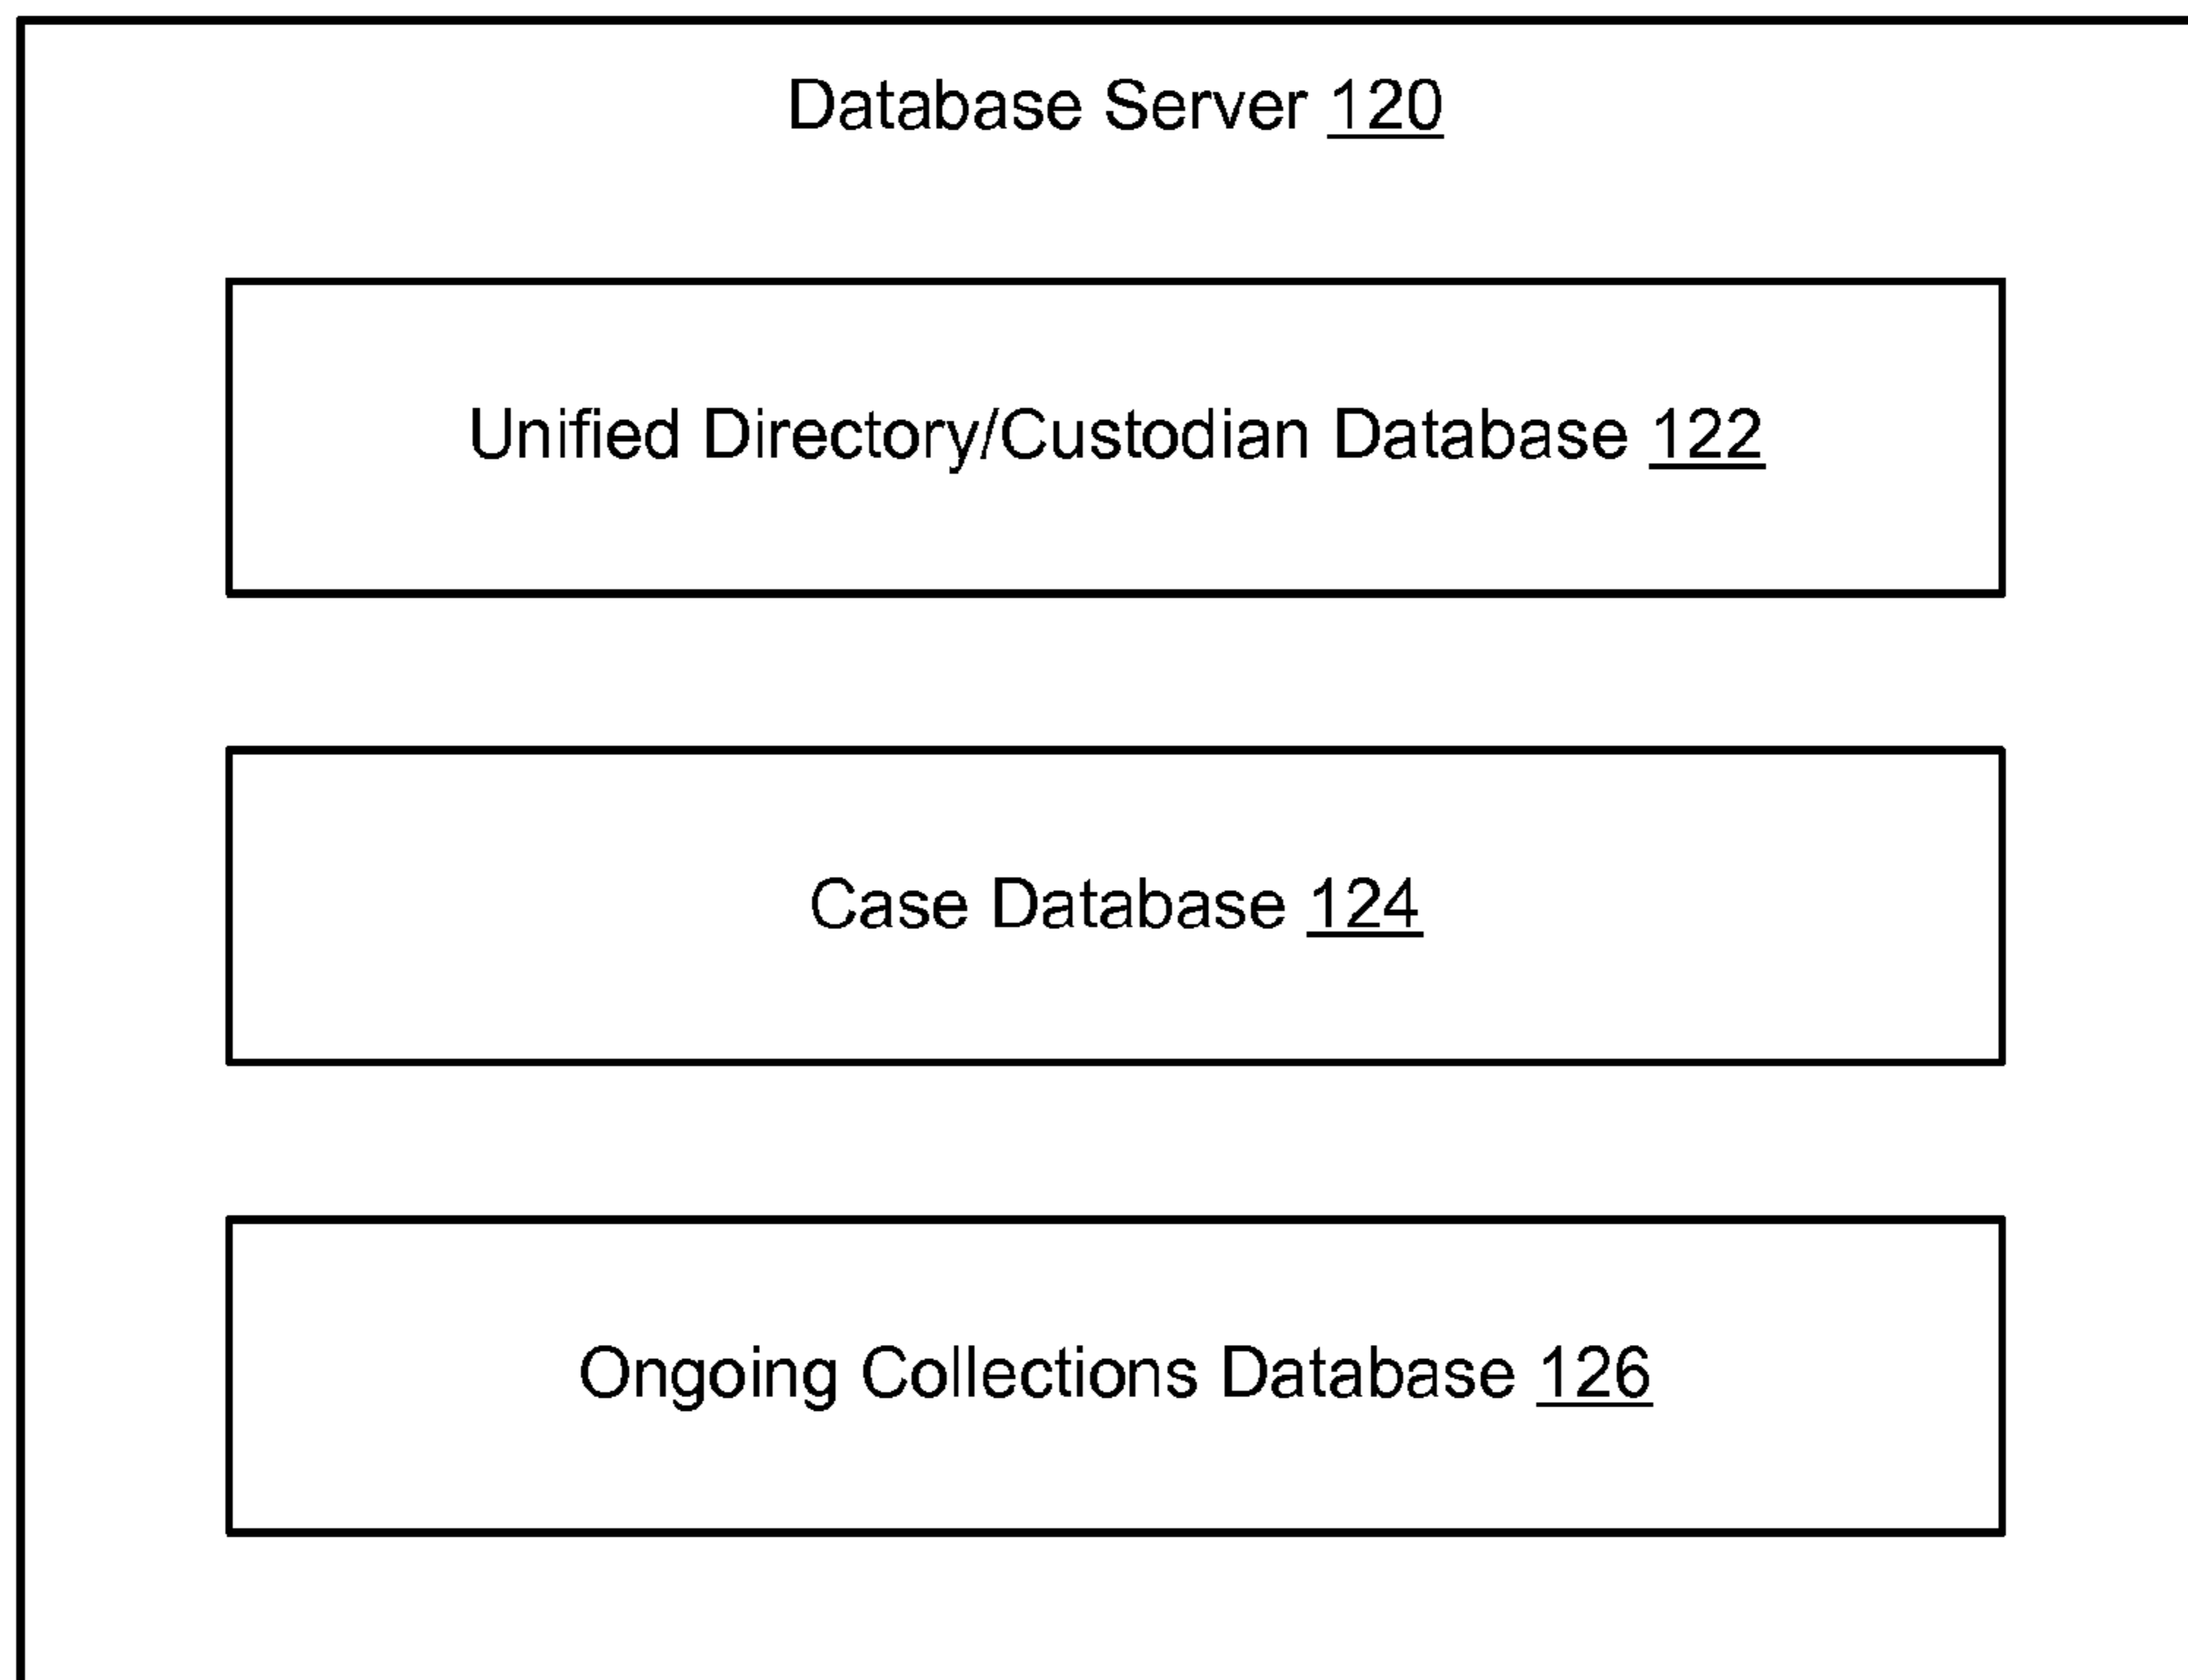 Database Server 120
Unified Directory/Custodian Database 122
Case Database 124
Ongoing Collections Database 126